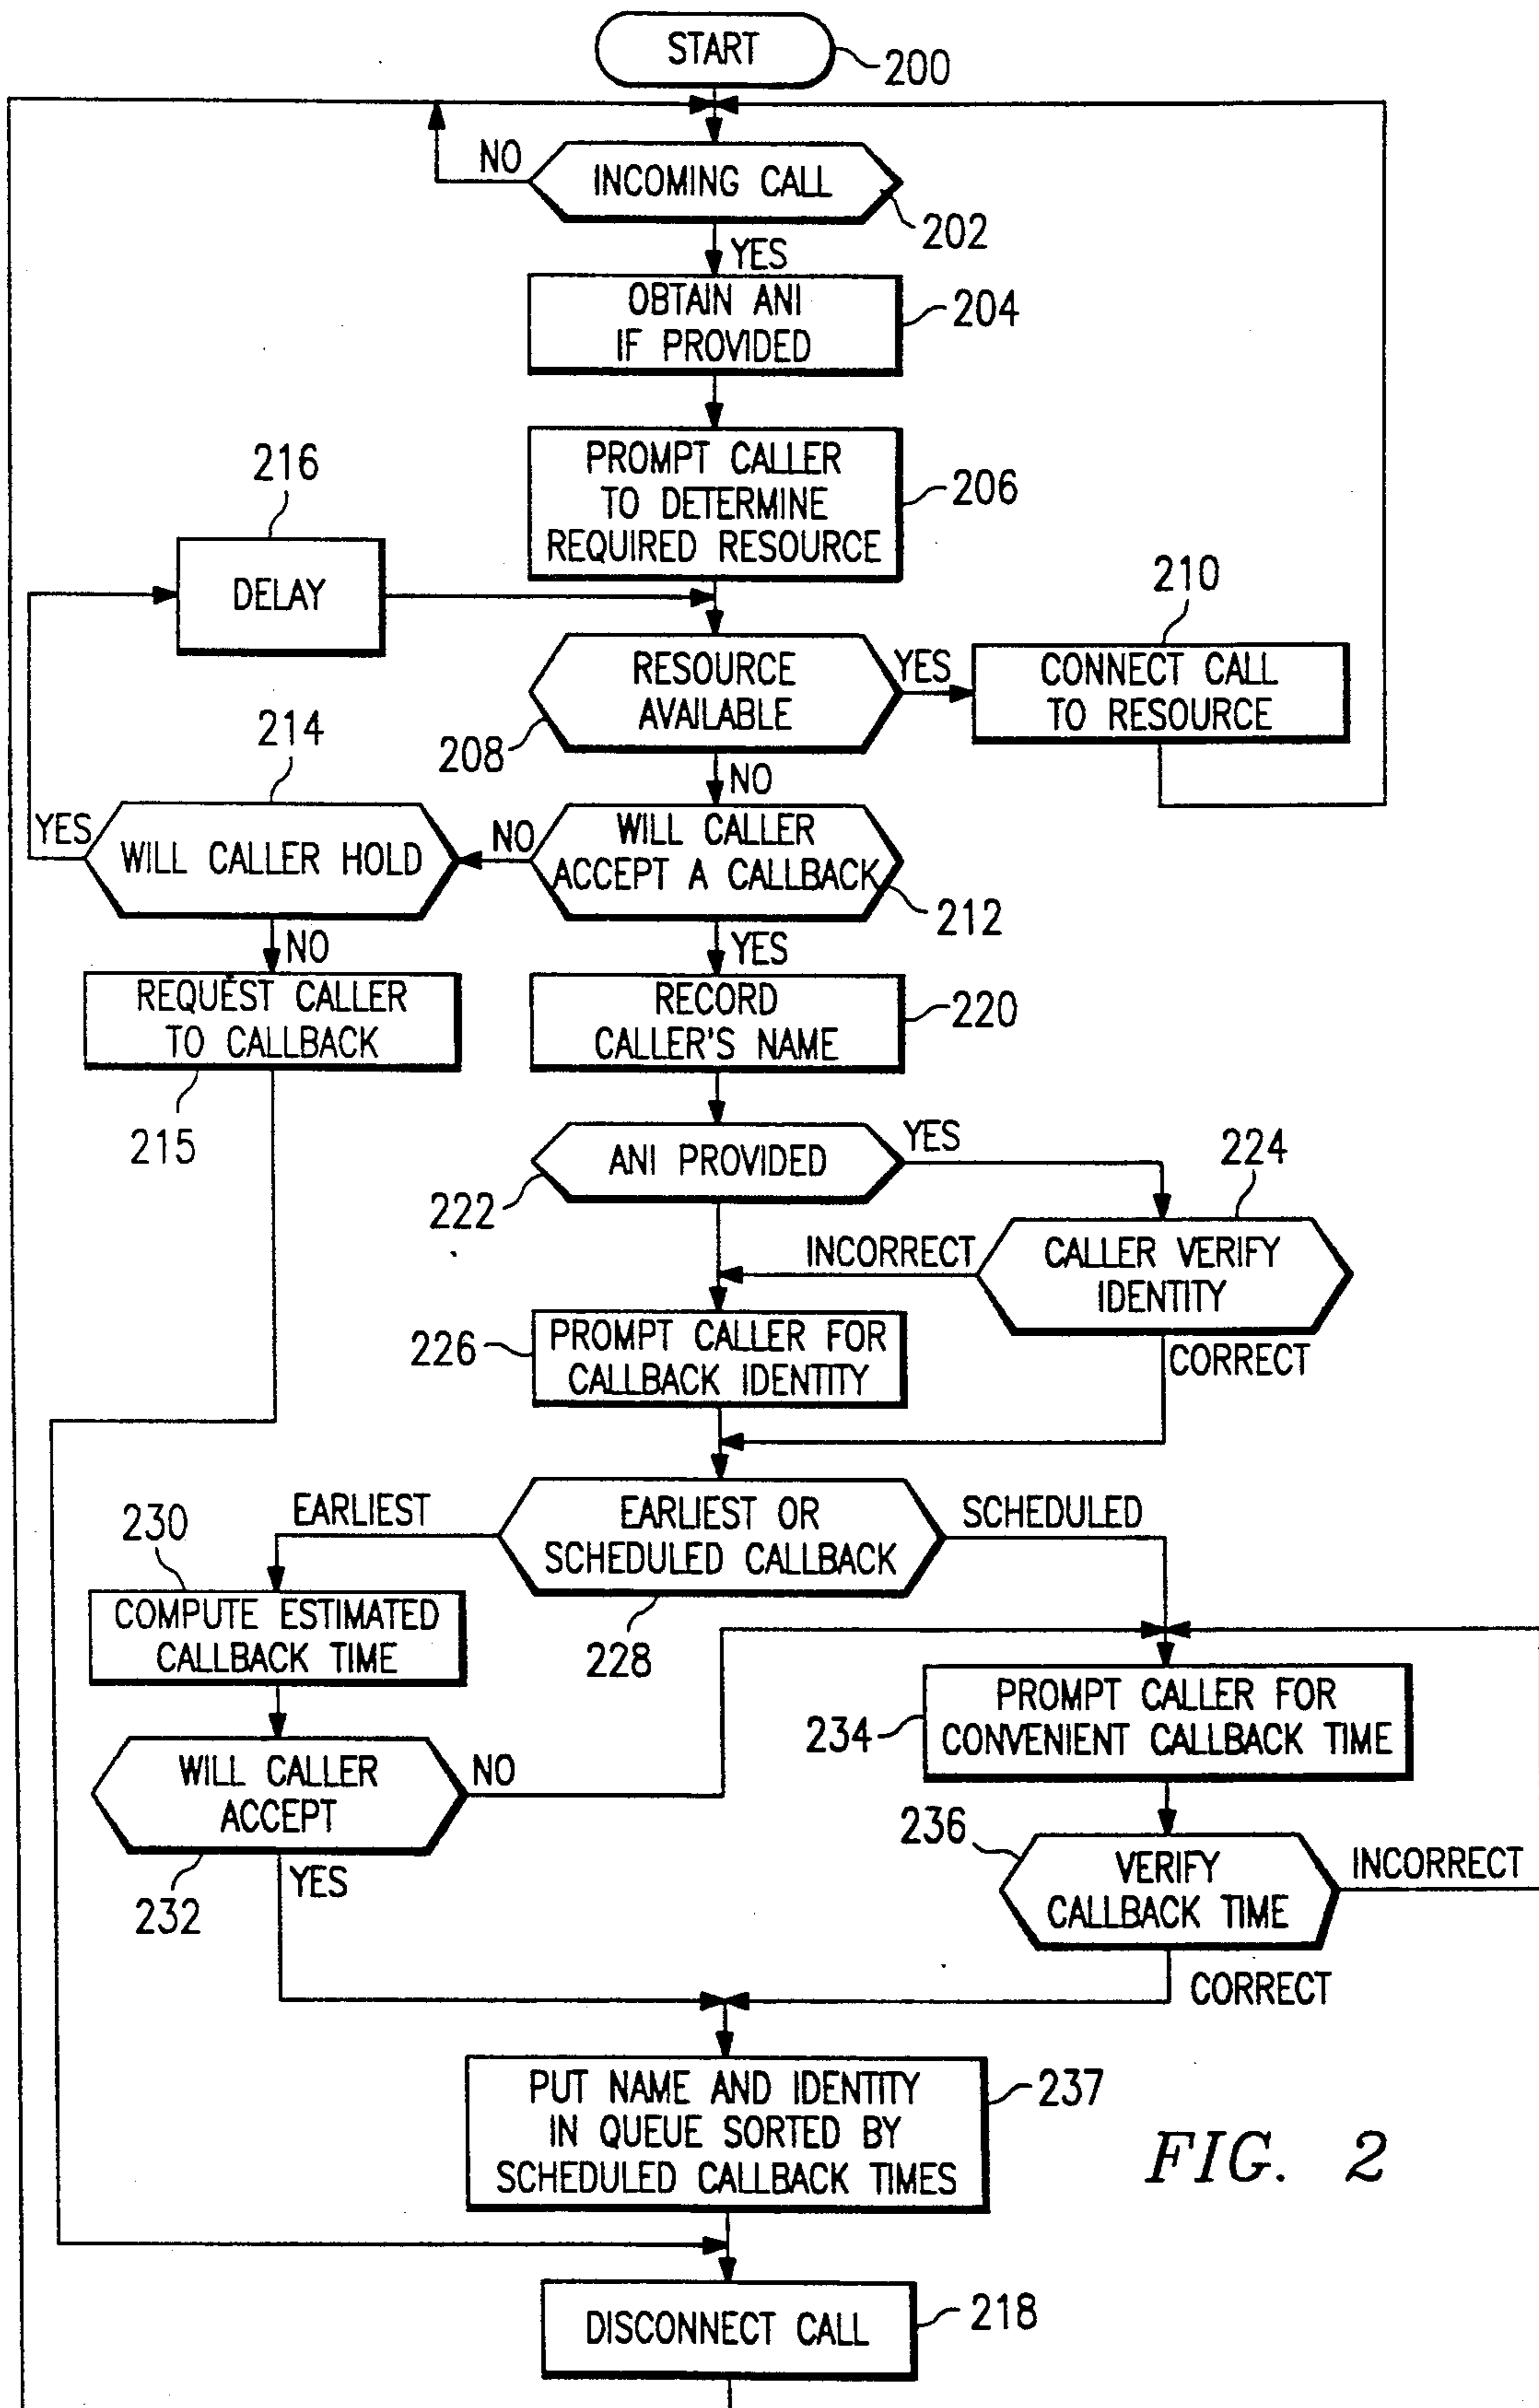 START
200
NO
INCOMING CALL
202
YES
OBTAIN ANI
IF PROVIDED
204
PROMPT CALLER
TO DETERMINE
REQUIRED RESOURCE
206
216
DELAY
210
RESOURCE
AVAILABLE
YES
CONNECT CALL
TO RESOURCE
208
214
NO
YES
WILL CALLER HOLD
NO
WILL CALLER
ACCEPT A CALLBACK
212
NO
YES
REQUEST CALLER
TO CALLBACK
RECORD
CALLER'S NAME
220
215
ANI PROVIDED
YES
224
222
INCORRECT
CALLER VERIFY
IDENTITY
226
PROMPT CALLER FOR
CALLBACK IDENTITY
CORRECT
EARLIEST
EARLIEST OR
SCHEDULED CALLBACK
SCHEDULED
230
228
COMPUTE ESTIMATED
CALLBACK TIME
PROMPT CALLER FOR
CONVENIENT CALLBACK TIME
234
WILL CALLER
ACCEPT
NO
232
YES
236
VERIFY
CALLBACK TIME
INCORRECT
CORRECT
PUT NAME AND IDENTITY
IN QUEUE SORTED BY
SCHEDULED CALLBACK TIMES
237
FIG. 2
DISCONNECT CALL
218